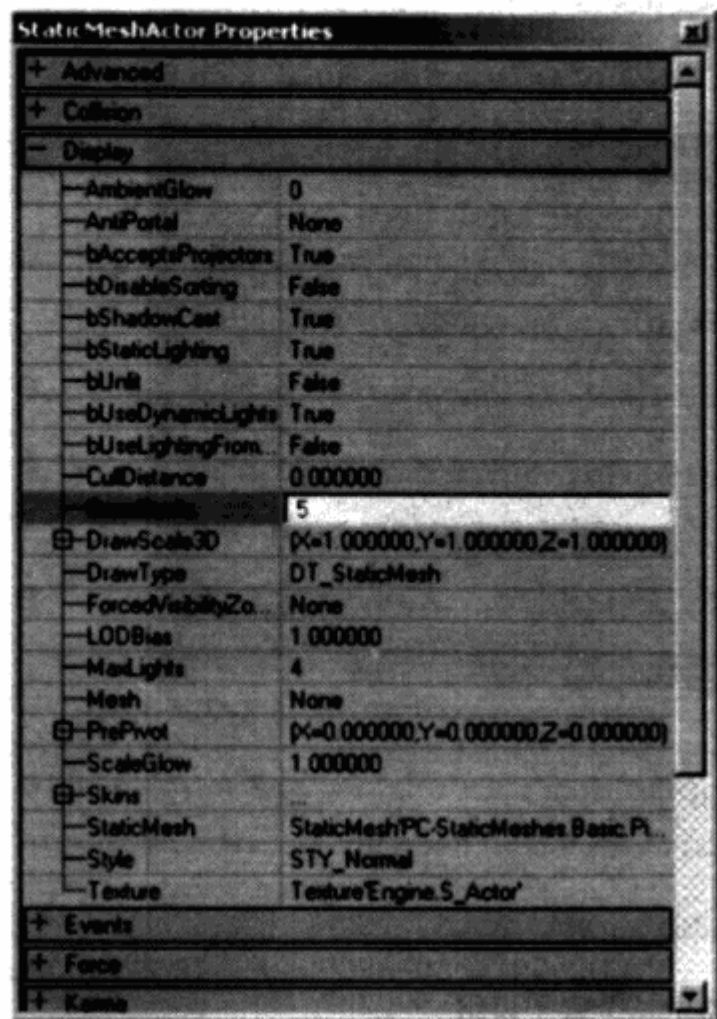 StaticMeshActor Properties
+ Advanced
+ Collision
− Display
AmbientGlow 0
AntiPortal None
bAcceptsProjectors True
bDisableSorting False
bShadowCast True
bStaticLighting True
bUnlit False
bUseDynamicLights True
bUseLightingFrom... False
CullDistance 0.000000
5
DrawScale3D (X=1.000000,Y=1.000000,Z=1.000000)
DrawType DT_StaticMesh
ForcedVisibilityZo... None
LODBias 1.000000
MaxLights 4
Mesh None
PrePivot (X=0.000000,Y=0.000000,Z=0.000000)
ScaleGlow 1.000000
Skins ...
StaticMesh StaticMesh'PC-StaticMeshes.Basic.Pi...
Style STY_Normal
Texture Texture'Engine.S_Actor'
+ Events
+ Force
+ Karma